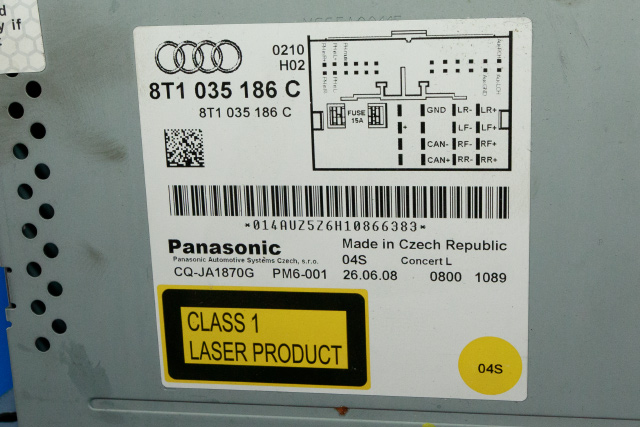 y if
0210
H02
8T1 035 186 C
8T1 035 186 C
FUSE
15A
GND LR- LR+
+ LF- LF+
CAN- RF- RF+
CAN+ RR- RR+
*014AUZ5Z6H10866383*
Panasonic Made in Czech Republic
Panasonic Automotive Systems Czech, s.r.o. 04S Concert L
CQ-JA1870G PM6-001 26.06.08 0800 1089
CLASS 1
LASER PRODUCT
04S